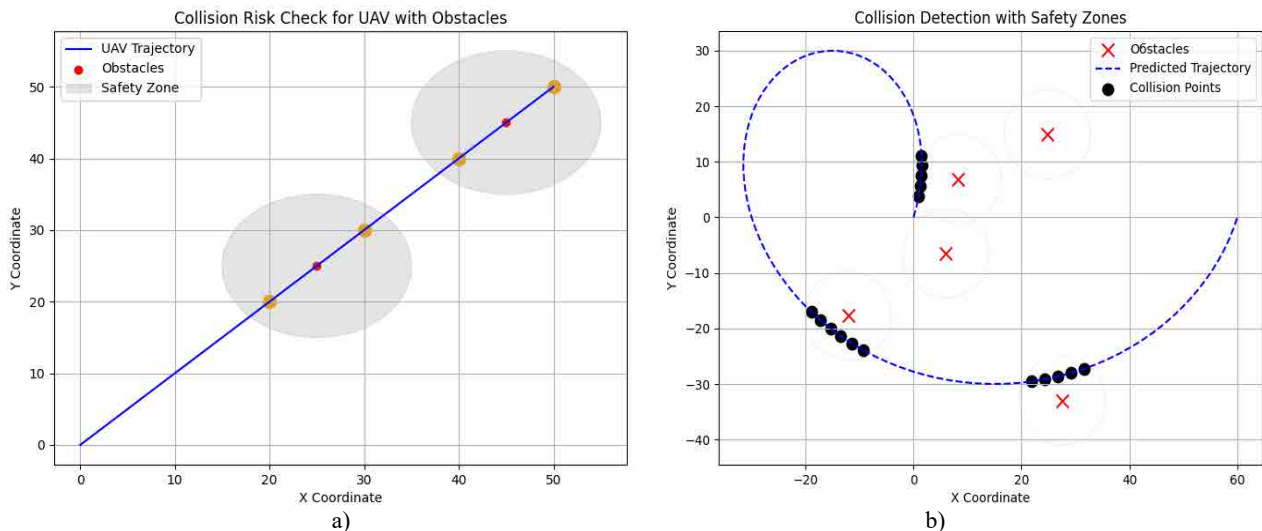 Collision Risk Check for UAV with Obstacles
UAV Trajectory
Obstacles
Safety Zone
Y Coordinate
50
40
30
20
10
0
0
10
20
30
40
50
X Coordinate
a)
Collision Detection with Safety Zones
Обstacles
Predicted Trajectory
Collision Points
Y Coordinate
30
20
10
0
−10
−20
−30
−40
−20
0
20
40
60
X Coordinate
b)